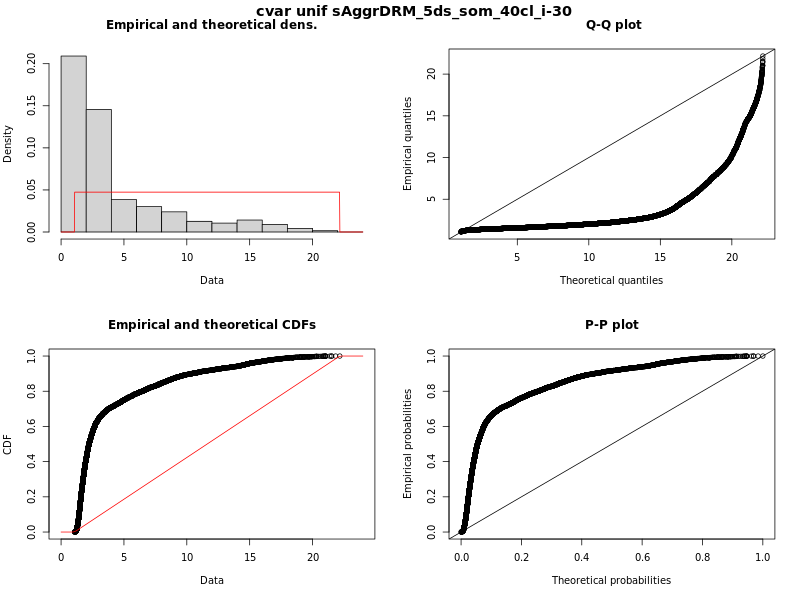 cvar unif sAggrDRM_5ds_som_40cl_i-30
Empirical and theoretical dens.
Density
0.00 0.05 0.10 0.15 0.20
0 5 10 15 20
Data
Q-Q plot
Empirical quantiles
5 10 15 20
5 10 15 20
Theoretical quantiles
Empirical and theoretical CDFs
CDF
0.0 0.2 0.4 0.6 0.8 1.0
0 5 10 15 20
Data
P-P plot
Empirical probabilities
0.0 0.2 0.4 0.6 0.8 1.0
0.0 0.2 0.4 0.6 0.8 1.0
Theoretical probabilities